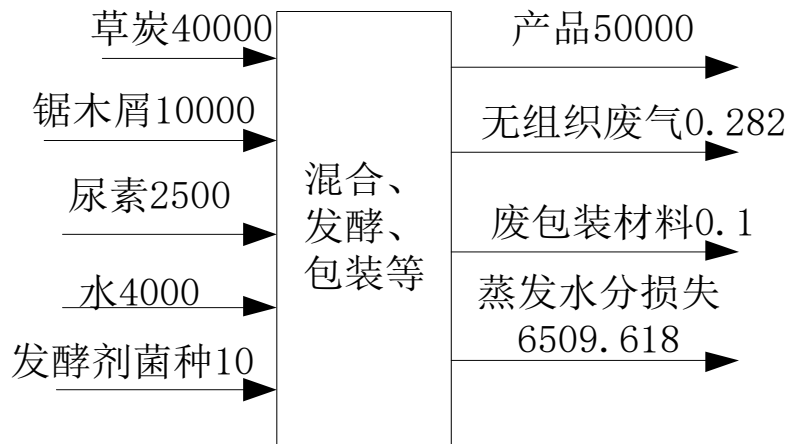 草炭40000
锯木屑10000
尿素2500
水4000
发酵剂菌种10
混合、
发酵、
包装等
产品50000
无组织废气0.282
废包装材料0.1
蒸发水分损失
6509.618